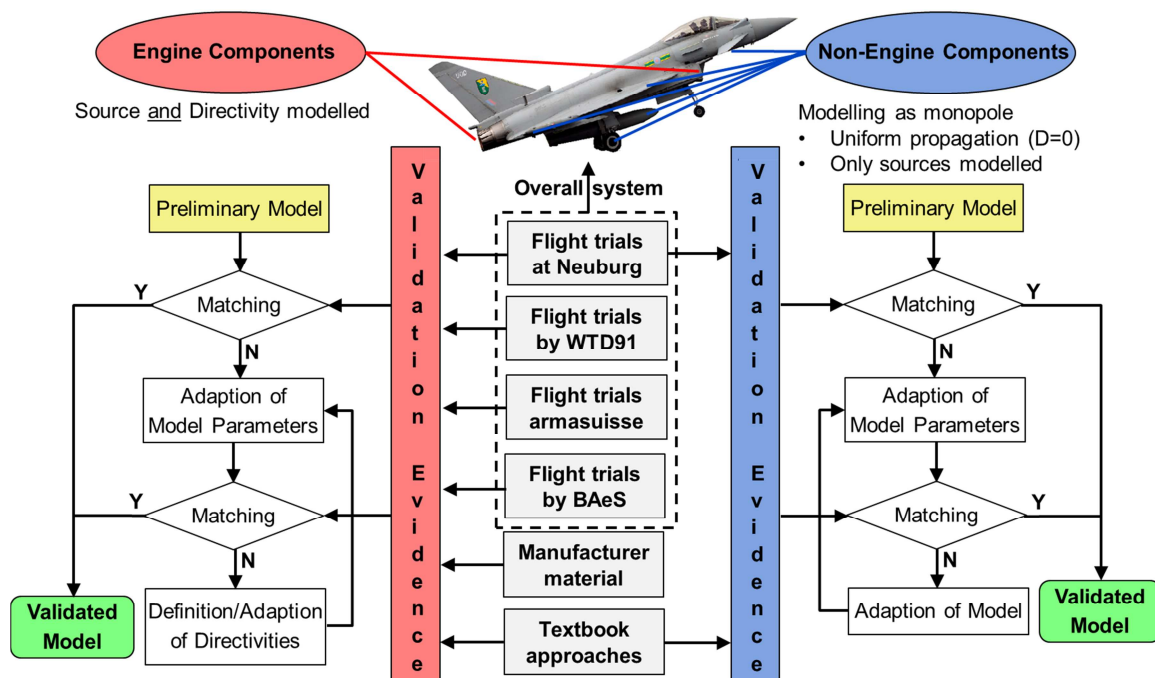 Engine Components
Non-Engine Components
Source and Directivity modelled
Modelling as monopole
• Uniform propagation (D=0)
• Only sources modelled
Overall system
Preliminary Model
Matching
Y
N
Adaption of
Model Parameters
Matching
Y
N
Definition/Adaption
of Directivities
Validated
Model
Validation Evidence
Flight trials
at Neuburg
Flight trials
by WTD91
Flight trials
armasuisse
Flight trials
by BAeS
Manufacturer
material
Textbook
approaches
Validation Evidence
Preliminary Model
Matching
Y
N
Adaption of
Model Parameters
Matching
Y
N
Adaption of Model
Validated
Model